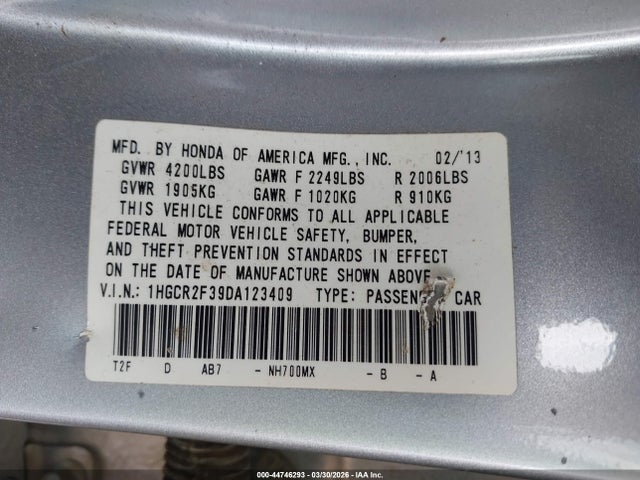 MFD. BY HONDA OF AMERICA MFG., INC. 02/'13
GVWR 4200LBS GAWR F 2249LBS R 2006LBS
GVWR 1905KG GAWR F 1020KG R 910KG
THIS VEHICLE CONFORMS TO ALL APPLICABLE
FEDERAL MOTOR VEHICLE SAFETY, BUMPER,
AND THEFT PREVENTION STANDARDS IN EFFECT
ON THE DATE OF MANUFACTURE SHOWN ABOVE.
V.I.N.: 1HGCR2F39DA123409 TYPE: PASSENGER CAR
T2F D AB7 - NH700MX - B - A
000-44746293 - 03/30/2026 - IAA Inc.